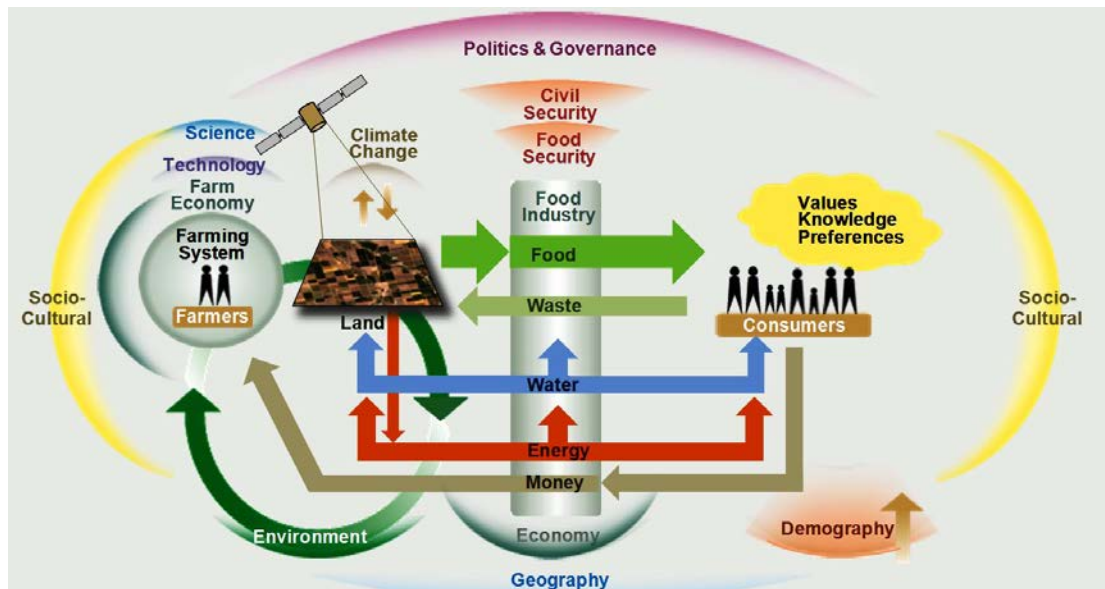 Politics & Governance
Civil
Security
Food
Security
Science
Technology
Climate
Change
Farm
Economy
Farming
System
Farmers
Socio-
Cultural
Land
Food
Industry
Food
Waste
Water
Energy
Money
Economy
Values
Knowledge
Preferences
Consumers
Socio-
Cultural
Environment
Demography
Geography